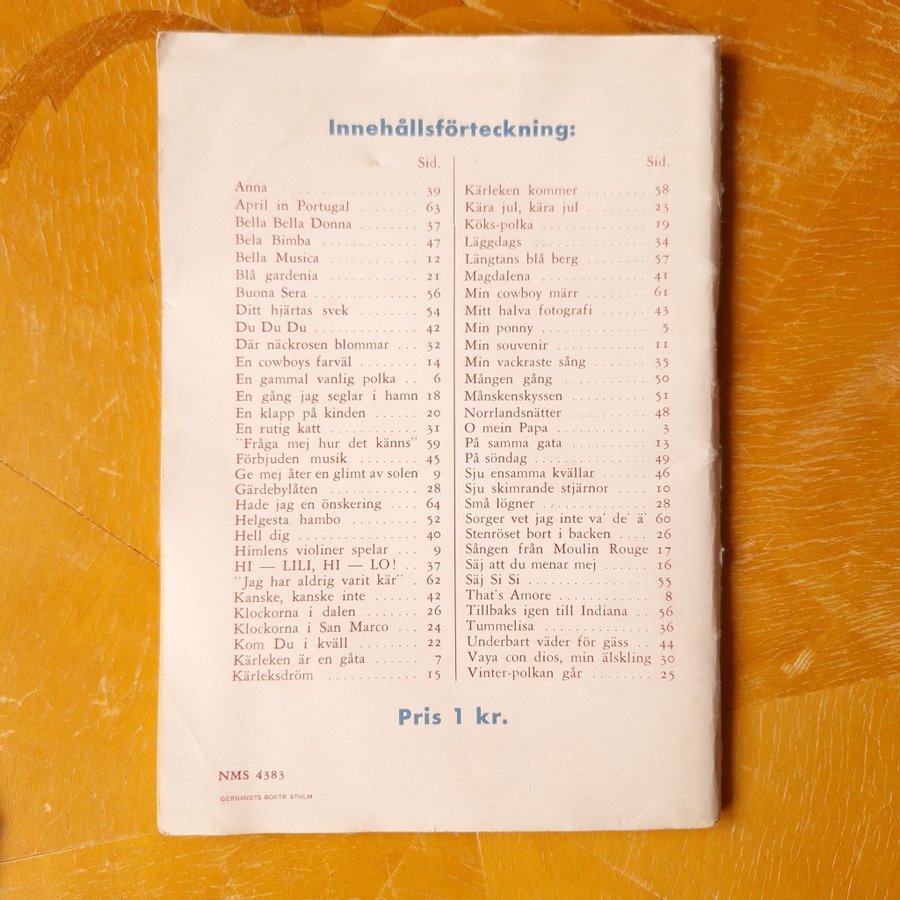 Innehållsförteckning:
Sid.
Anna ........ 39
April in Portugal ........ 63
Bella Bella Donna ........ 37
Bela Bimba ........ 47
Bella Musica ........ 12
Blå gardenia ........ 21
Buona Sera ........ 56
Ditt hjärtas svek ........ 54
Du Du Du ........ 42
Där näckrosen blommar ... 32
En cowboys farväl ........ 14
En gammal vanlig polka .. 6
En gång jag seglar i hamn 18
En klapp på kinden ........ 20
En rutig katt ........ 31
"Fråga mej hur det känns" 59
Förbjuden musik ........ 45
Ge mej åter en glimt av solen 9
Gärdebylåten ........ 28
Hade jag en önskering .... 64
Helgesta hambo ........ 52
Hell dig ........ 40
Himlens violiner spelar ... 9
HI — LILI, HI — LO! .. 37
"Jag har aldrig varit kär" . 62
Kanske, kanske inte ...... 42
Klockorna i dalen ........ 26
Klockorna i San Marco ... 24
Kom Du i kväll ........ 22
Kärleken är en gåta ...... 7
Kärleksdröm ........ 15
Sid.
Kärleken kommer ........ 58
Kära jul, kära jul ........ 23
Köks-polka ........ 19
Läggdags ........ 34
Längtans blå berg ........ 57
Magdalena ........ 41
Min cowboy märr ........ 61
Mitt halva fotografi ...... 43
Min ponny ........ 5
Min souvenir ........ 11
Min vackraste sång ...... 35
Mången gång ........ 50
Månskenskyssen ........ 51
Norrlandsnätter ........ 48
O mein Papa ........ 3
På samma gata ........ 13
På söndag ........ 49
Sju ensamma kvällar ...... 46
Sju skimrande stjärnor .... 10
Små lögner ........ 28
Sorger vet jag inte va' de' ä' 60
Stenröset bort i backen .... 26
Sången från Moulin Rouge 17
Säj att du menar mej ...... 16
Säj Si Si ........ 55
That's Amore ........ 8
Tillbaks igen till Indiana .. 56
Tummelisa ........ 36
Underbart väder för gäss .. 44
Vaya con dios, min älskling 30
Vinter-polkan går ........ 25
Pris 1 kr.
NMS 4383
GERNANDTS BOKTR. STHLM